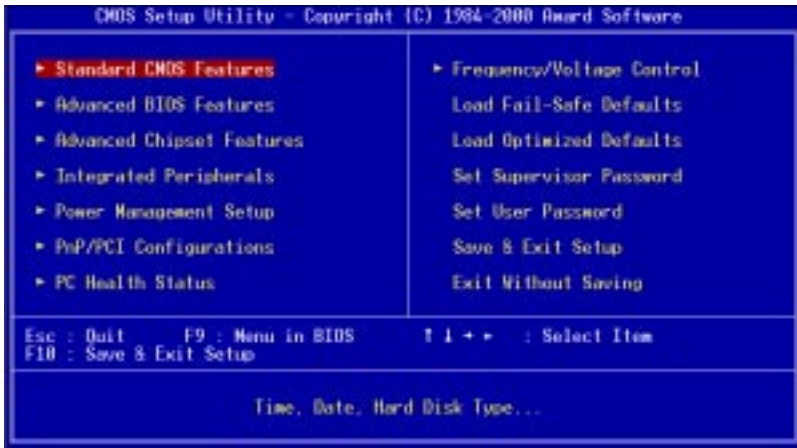 CMOS Setup Utility - Copyright (C) 1984-2000 Award Software
► Standard CMOS Features
► Advanced BIOS Features
► Advanced Chipset Features
► Integrated Peripherals
► Power Management Setup
► PnP/PCI Configurations
► PC Health Status
► Frequency/Voltage Control
Load Fail-Safe Defaults
Load Optimized Defaults
Set Supervisor Password
Set User Password
Save & Exit Setup
Exit Without Saving
Esc : Quit F9 : Menu in BIOS ↑ ↓ → ← : Select Item
F10 : Save & Exit Setup
Time, Date, Hard Disk Type...